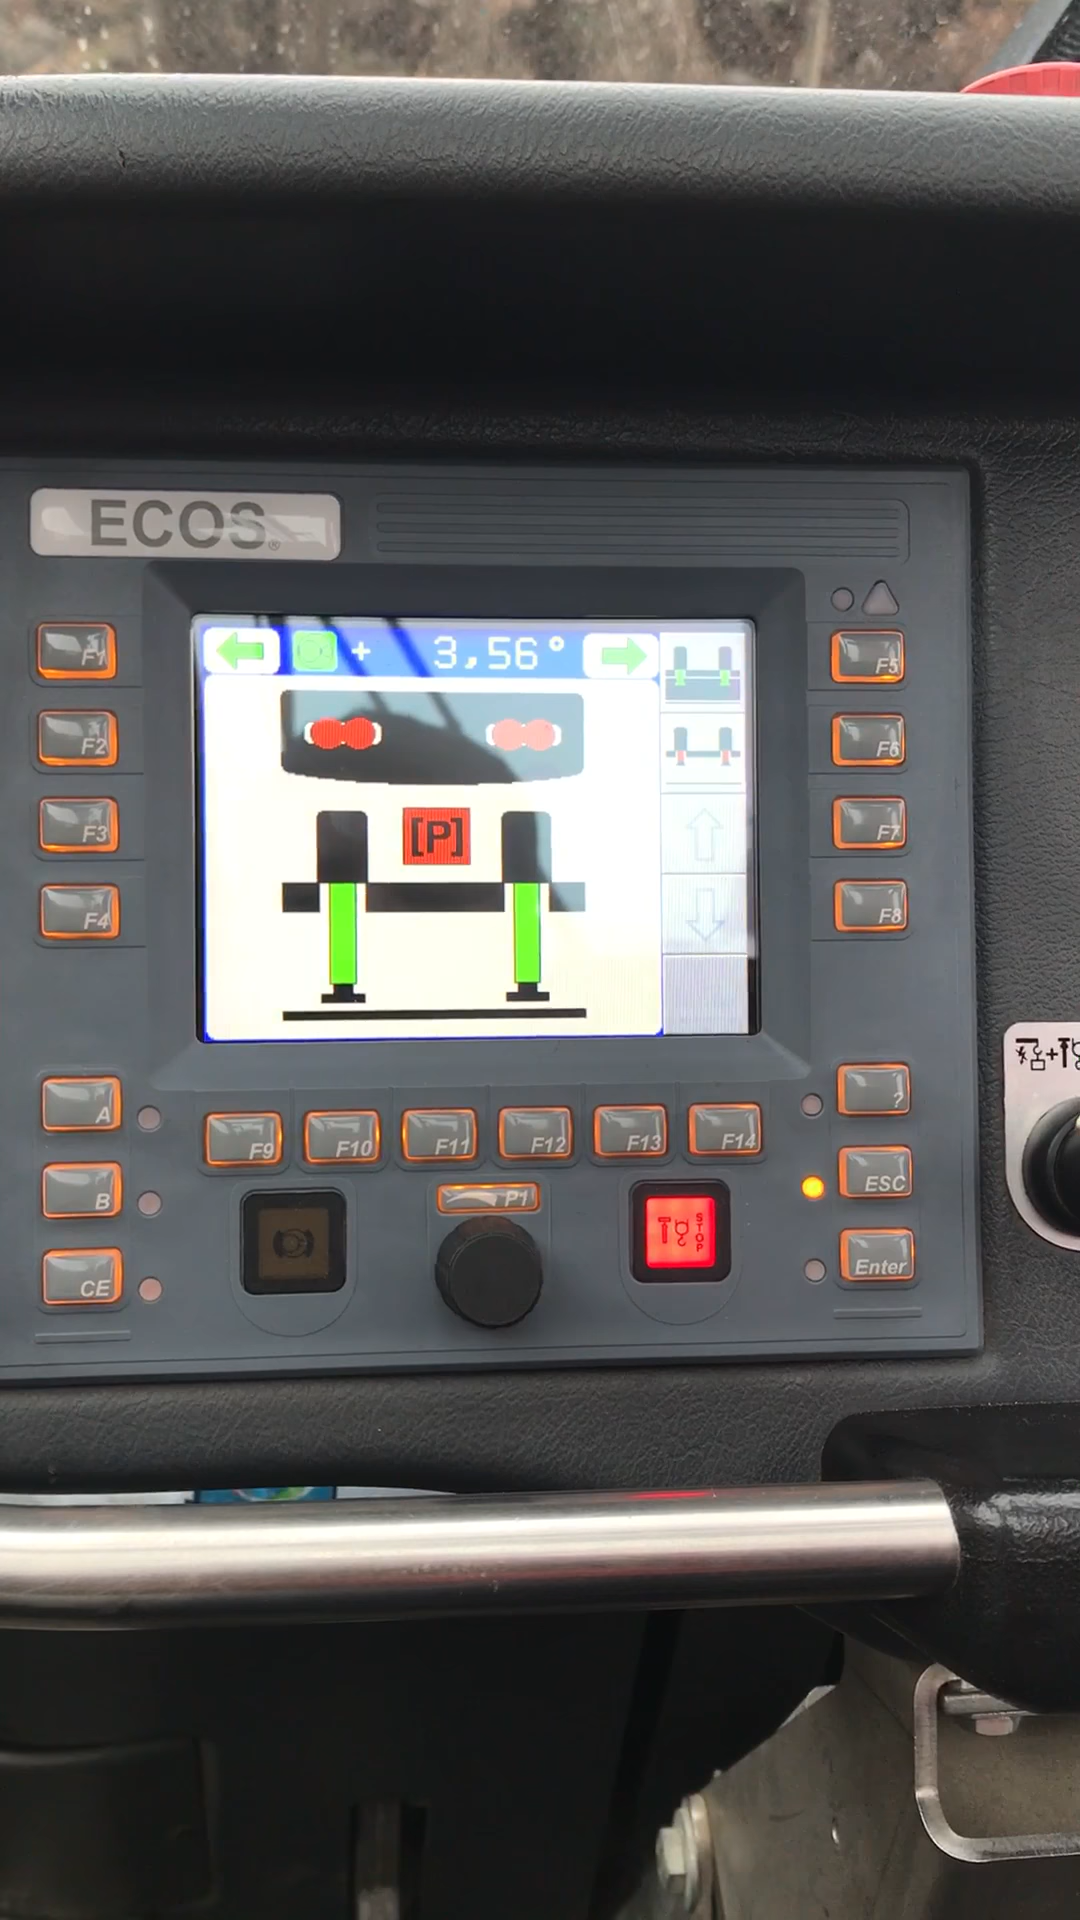 ECOS®
+ 3,56°
F1
F5
F2
F6
F3
[P]
F7
F4
F8
A
?
F9
F10
F11
F12
F13
F14
B
P1
ESC
STOP
CE
Enter